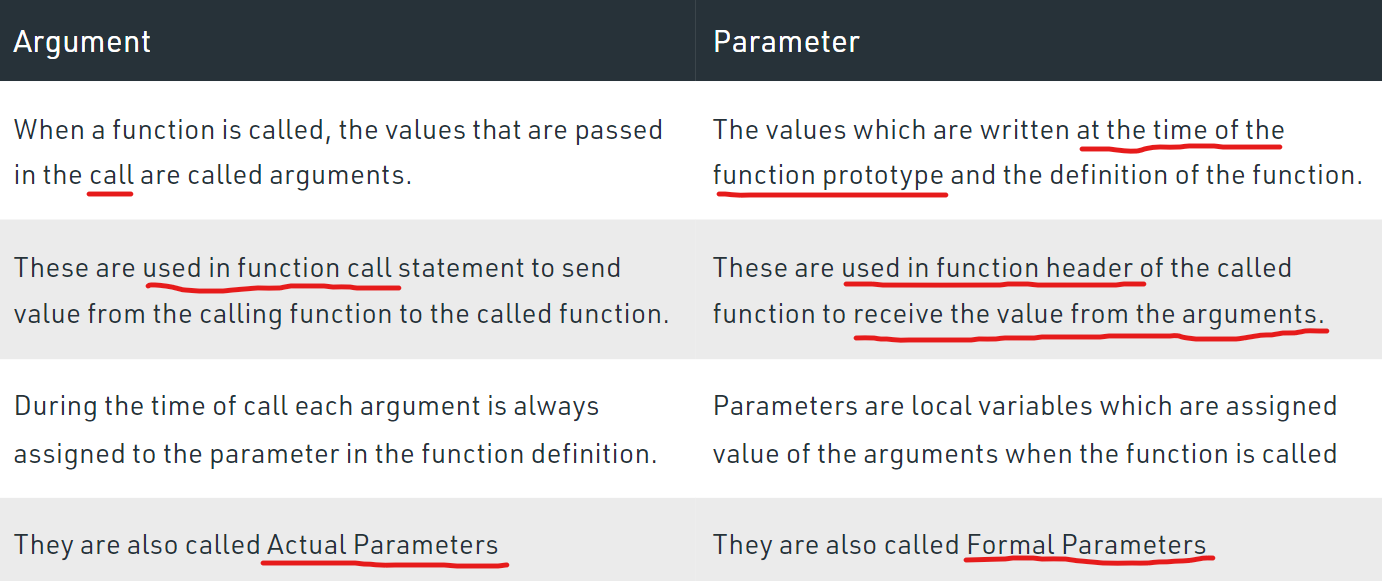 Argument
Parameter
When a function is called, the values that are passed
in the call are called arguments.
The values which are written at the time of the
function prototype and the definition of the function.
These are used in function call statement to send
value from the calling function to the called function.
These are used in function header of the called
function to receive the value from the arguments.
During the time of call each argument is always
assigned to the parameter in the function definition.
Parameters are local variables which are assigned
value of the arguments when the function is called
They are also called Actual Parameters
They are also called Formal Parameters